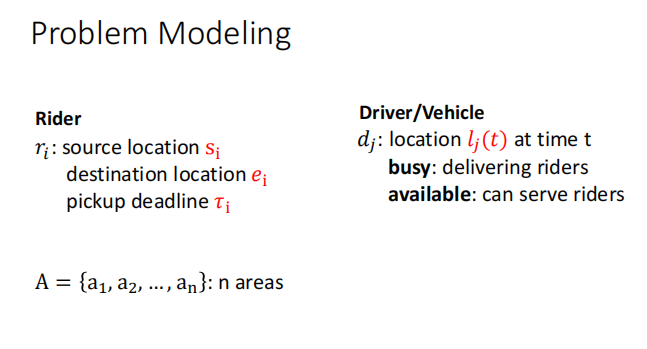 Problem Modeling
Rider
rᵢ: source location sᵢ
destination location eᵢ
pickup deadline τᵢ
Driver/Vehicle
dⱼ: location lⱼ(t) at time t
busy: delivering riders
available: can serve riders
A = {a₁, a₂, …, aₙ}: n areas